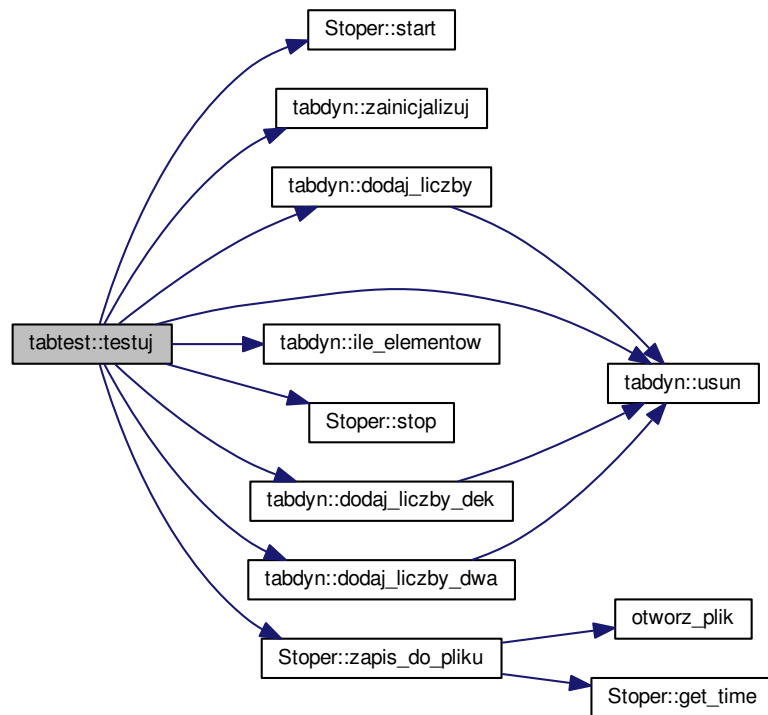 Stoper::start
tabdyn::zainicjalizuj
tabdyn::dodaj_liczby
tabtest::testuj
tabdyn::ile_elementow
tabdyn::usun
Stoper::stop
tabdyn::dodaj_liczby_dek
tabdyn::dodaj_liczby_dwa
otworz_plik
Stoper::zapis_do_pliku
Stoper::get_time